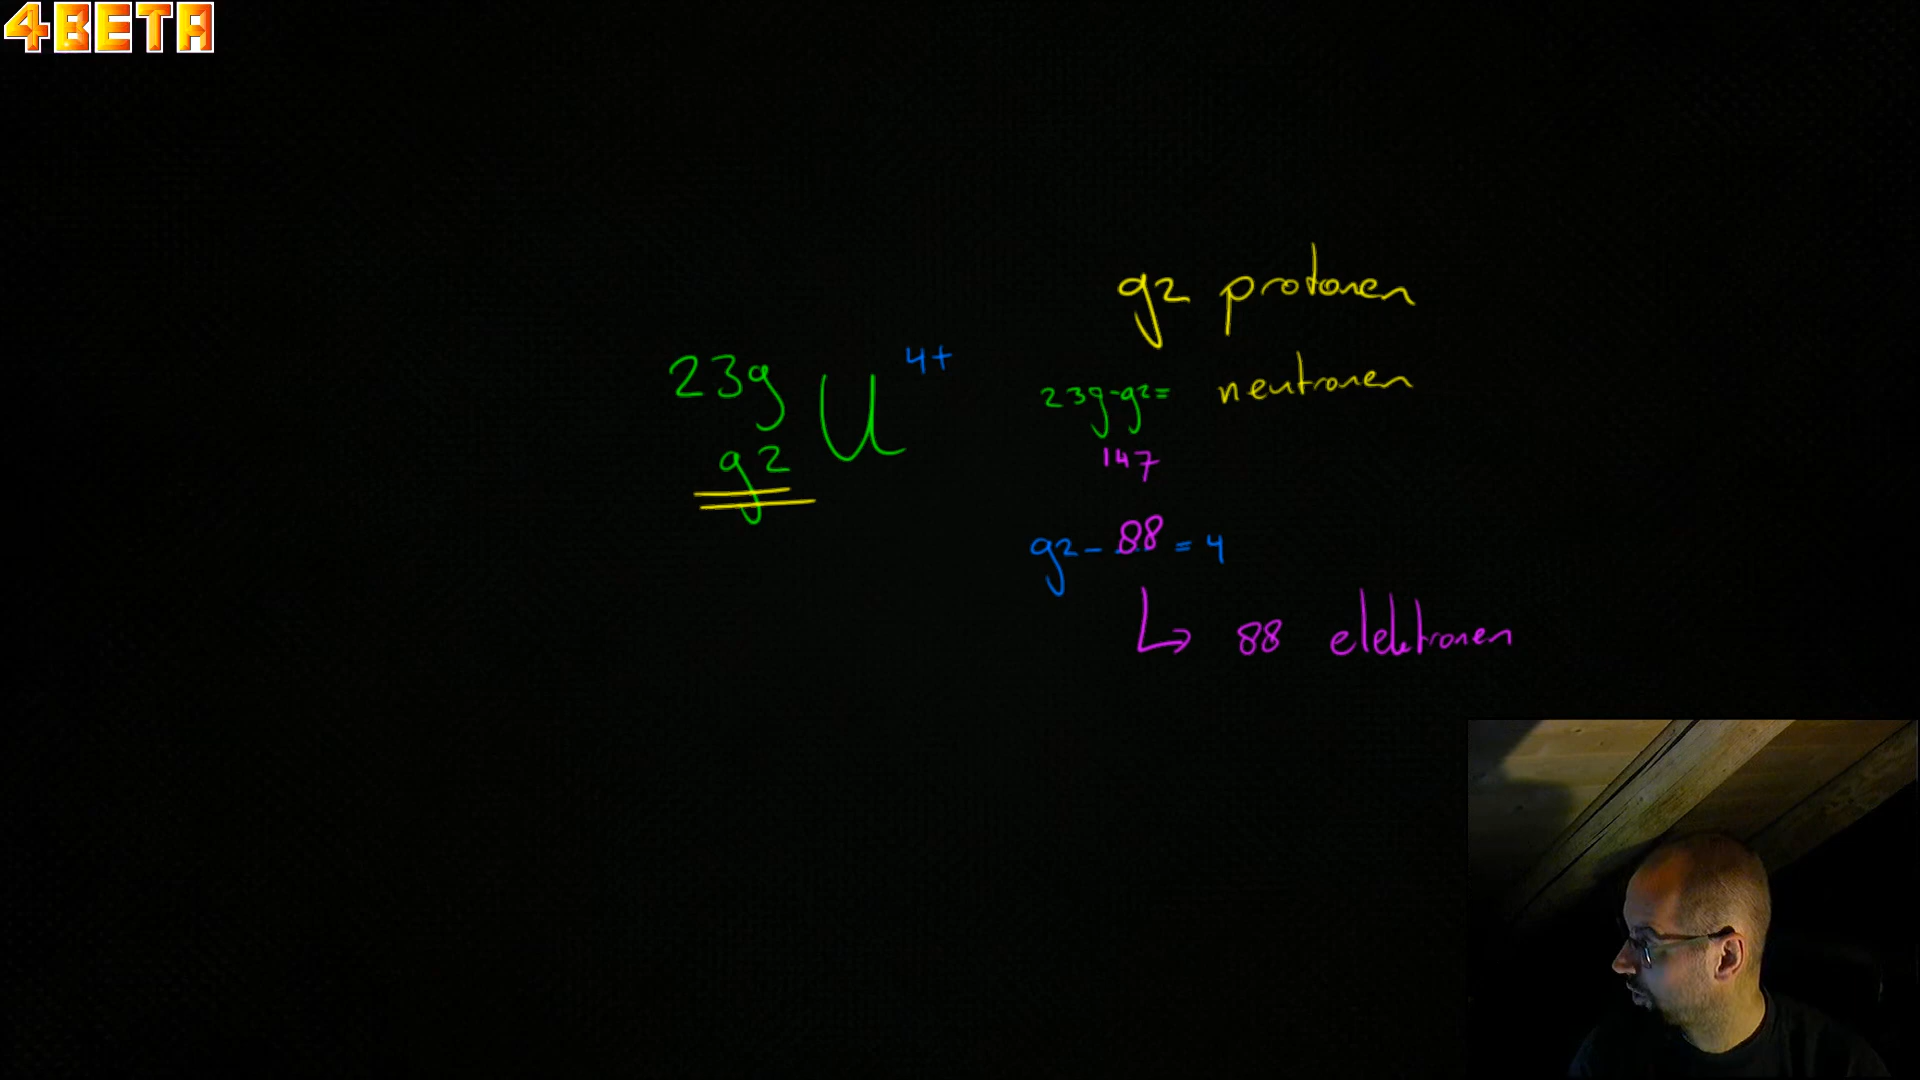 4BETA
92 protonen
239
92 U 4+
239-92= neutronen
147
92 - 88 = 4
↳ 88 elektronen